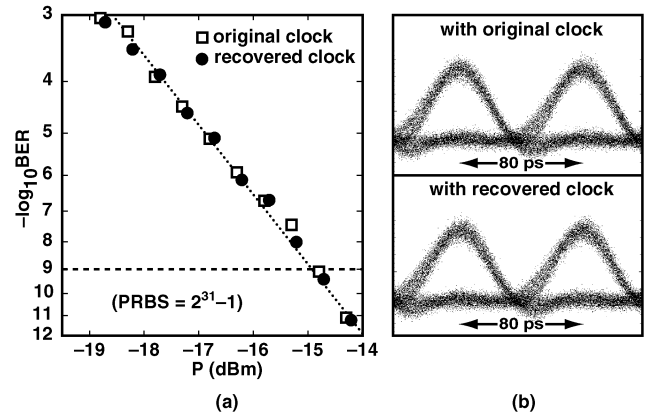 original clock
recovered clock
3
4
5
6
7
8
9
10
11
12
−log10BER
(PRBS = 2^31−1)
−19 −18 −17 −16 −15 −14
P (dBm)
(a)
with original clock
80 ps
with recovered clock
80 ps
(b)